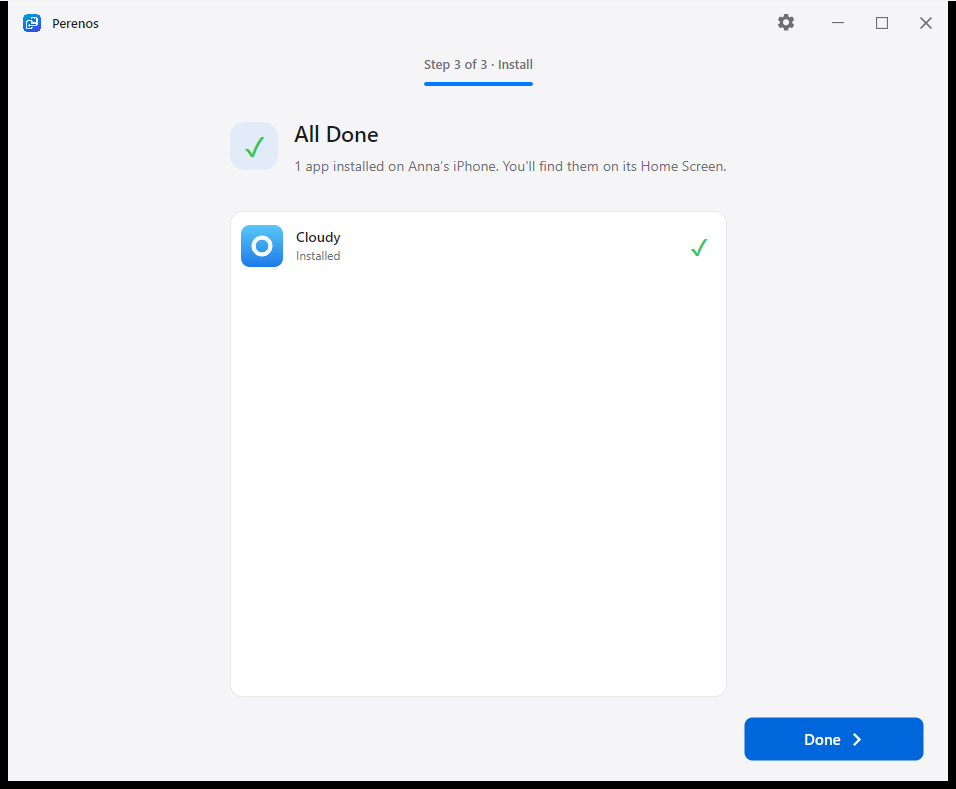 Perenos
Step 3 of 3 · Install
All Done
1 app installed on Anna's iPhone. You'll find them on its Home Screen.
Cloudy
Installed
Done